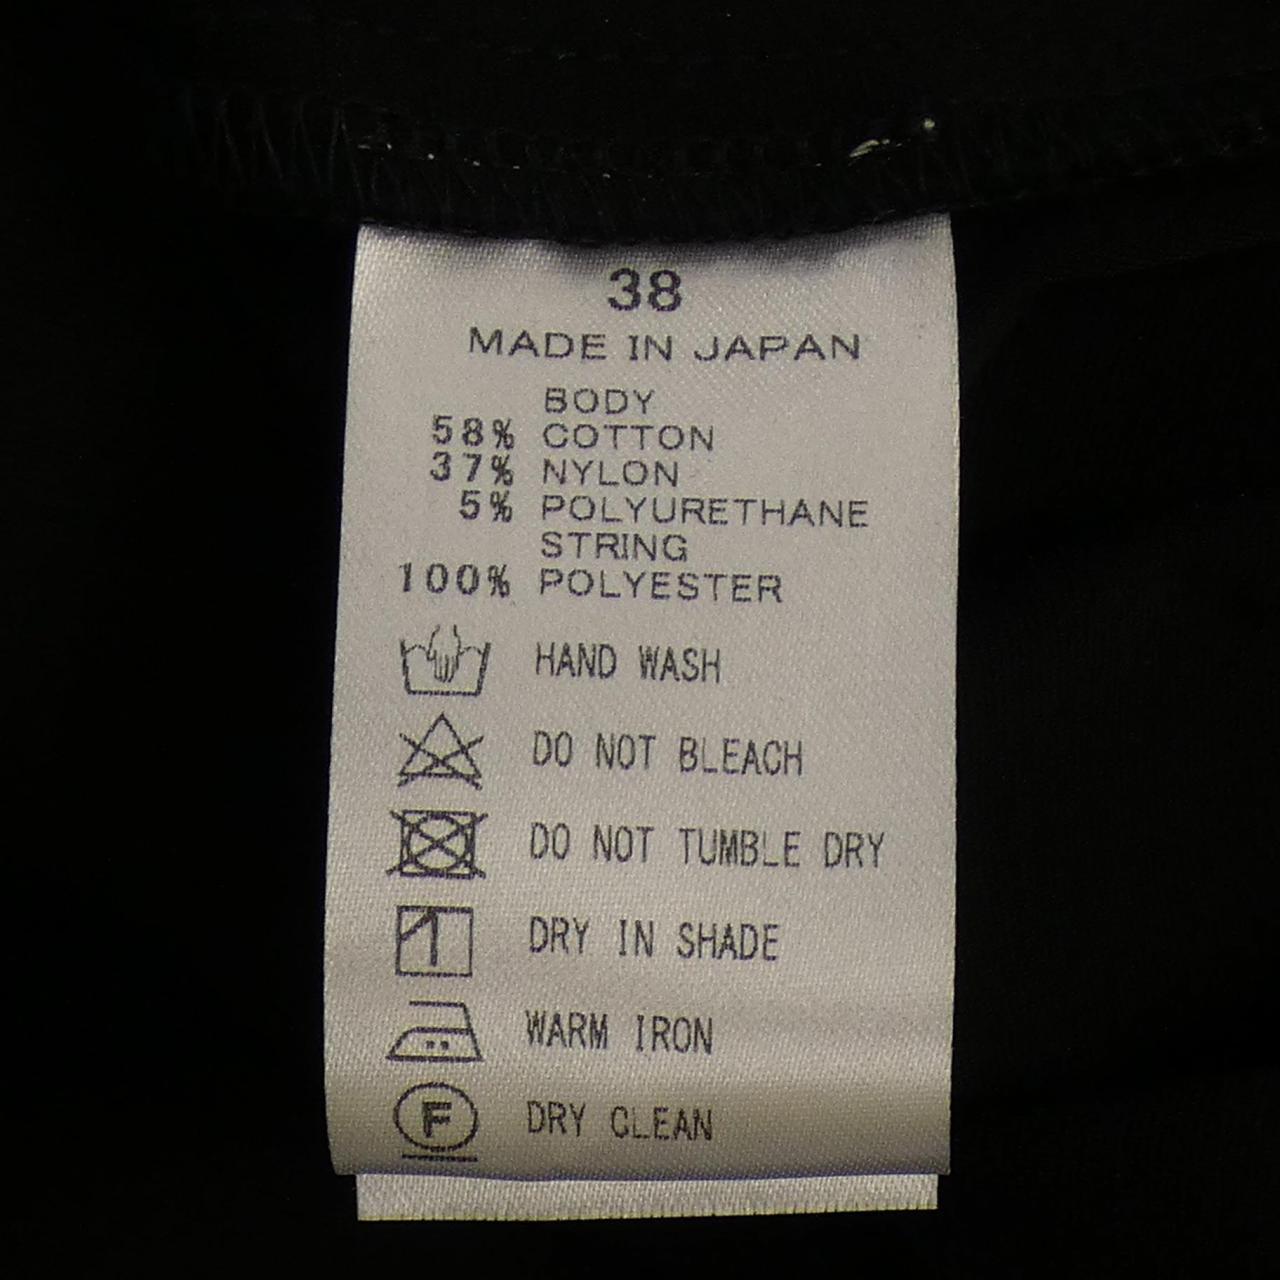 38
MADE IN JAPAN
BODY
58% COTTON
37% NYLON
5% POLYURETHANE
STRING
100% POLYESTER
HAND WASH
DO NOT BLEACH
DO NOT TUMBLE DRY
DRY IN SHADE
WARM IRON
F DRY CLEAN